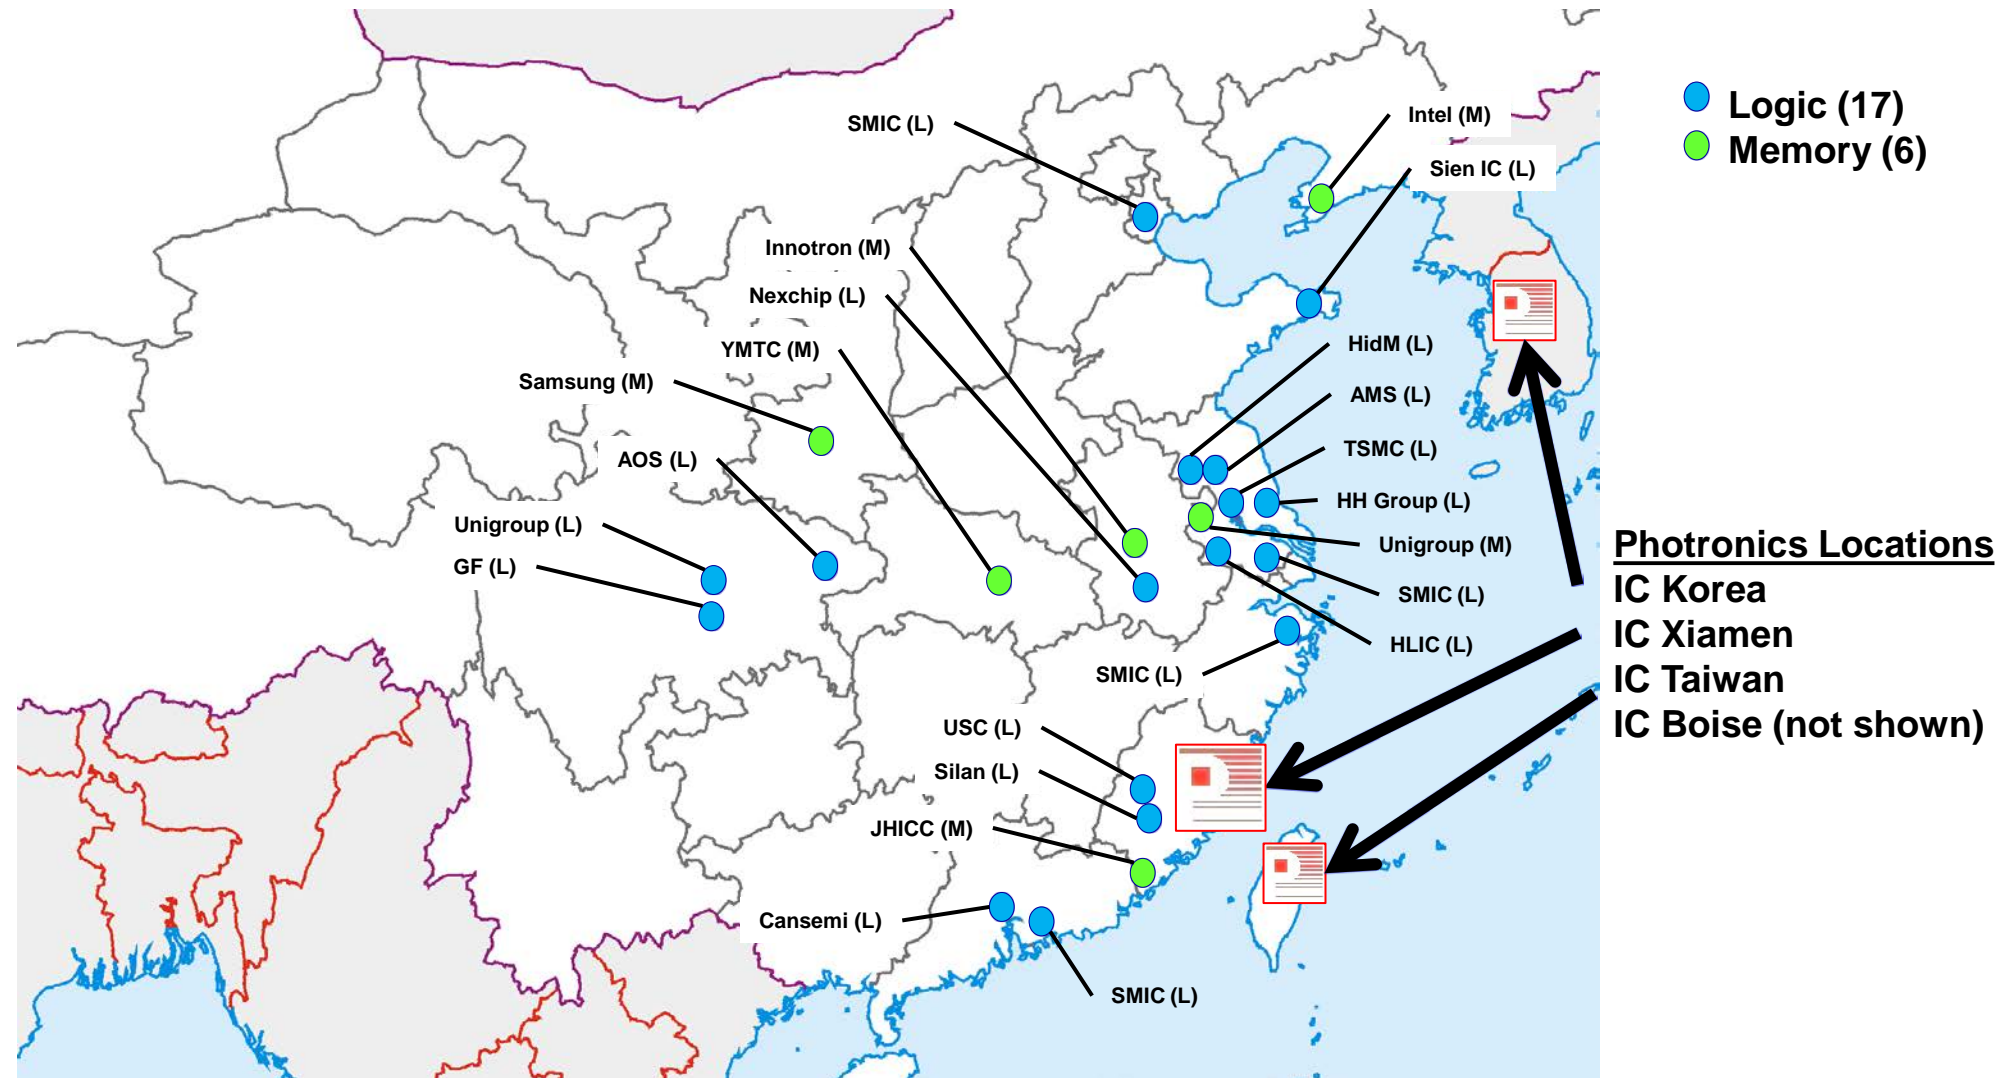 SMIC (L)
Intel (M)
Sien IC (L)
Innotron (M)
Nexchip (L)
YMTC (M)
Samsung (M)
AOS (L)
Unigroup (L)
GF (L)
HidM (L)
AMS (L)
TSMC (L)
HH Group (L)
Unigroup (M)
SMIC (L)
HLIC (L)
SMIC (L)
USC (L)
Silan (L)
JHICC (M)
Cansemi (L)
SMIC (L)
Logic (17)
Memory (6)
Photronics Locations
IC Korea
IC Xiamen
IC Taiwan
IC Boise (not shown)